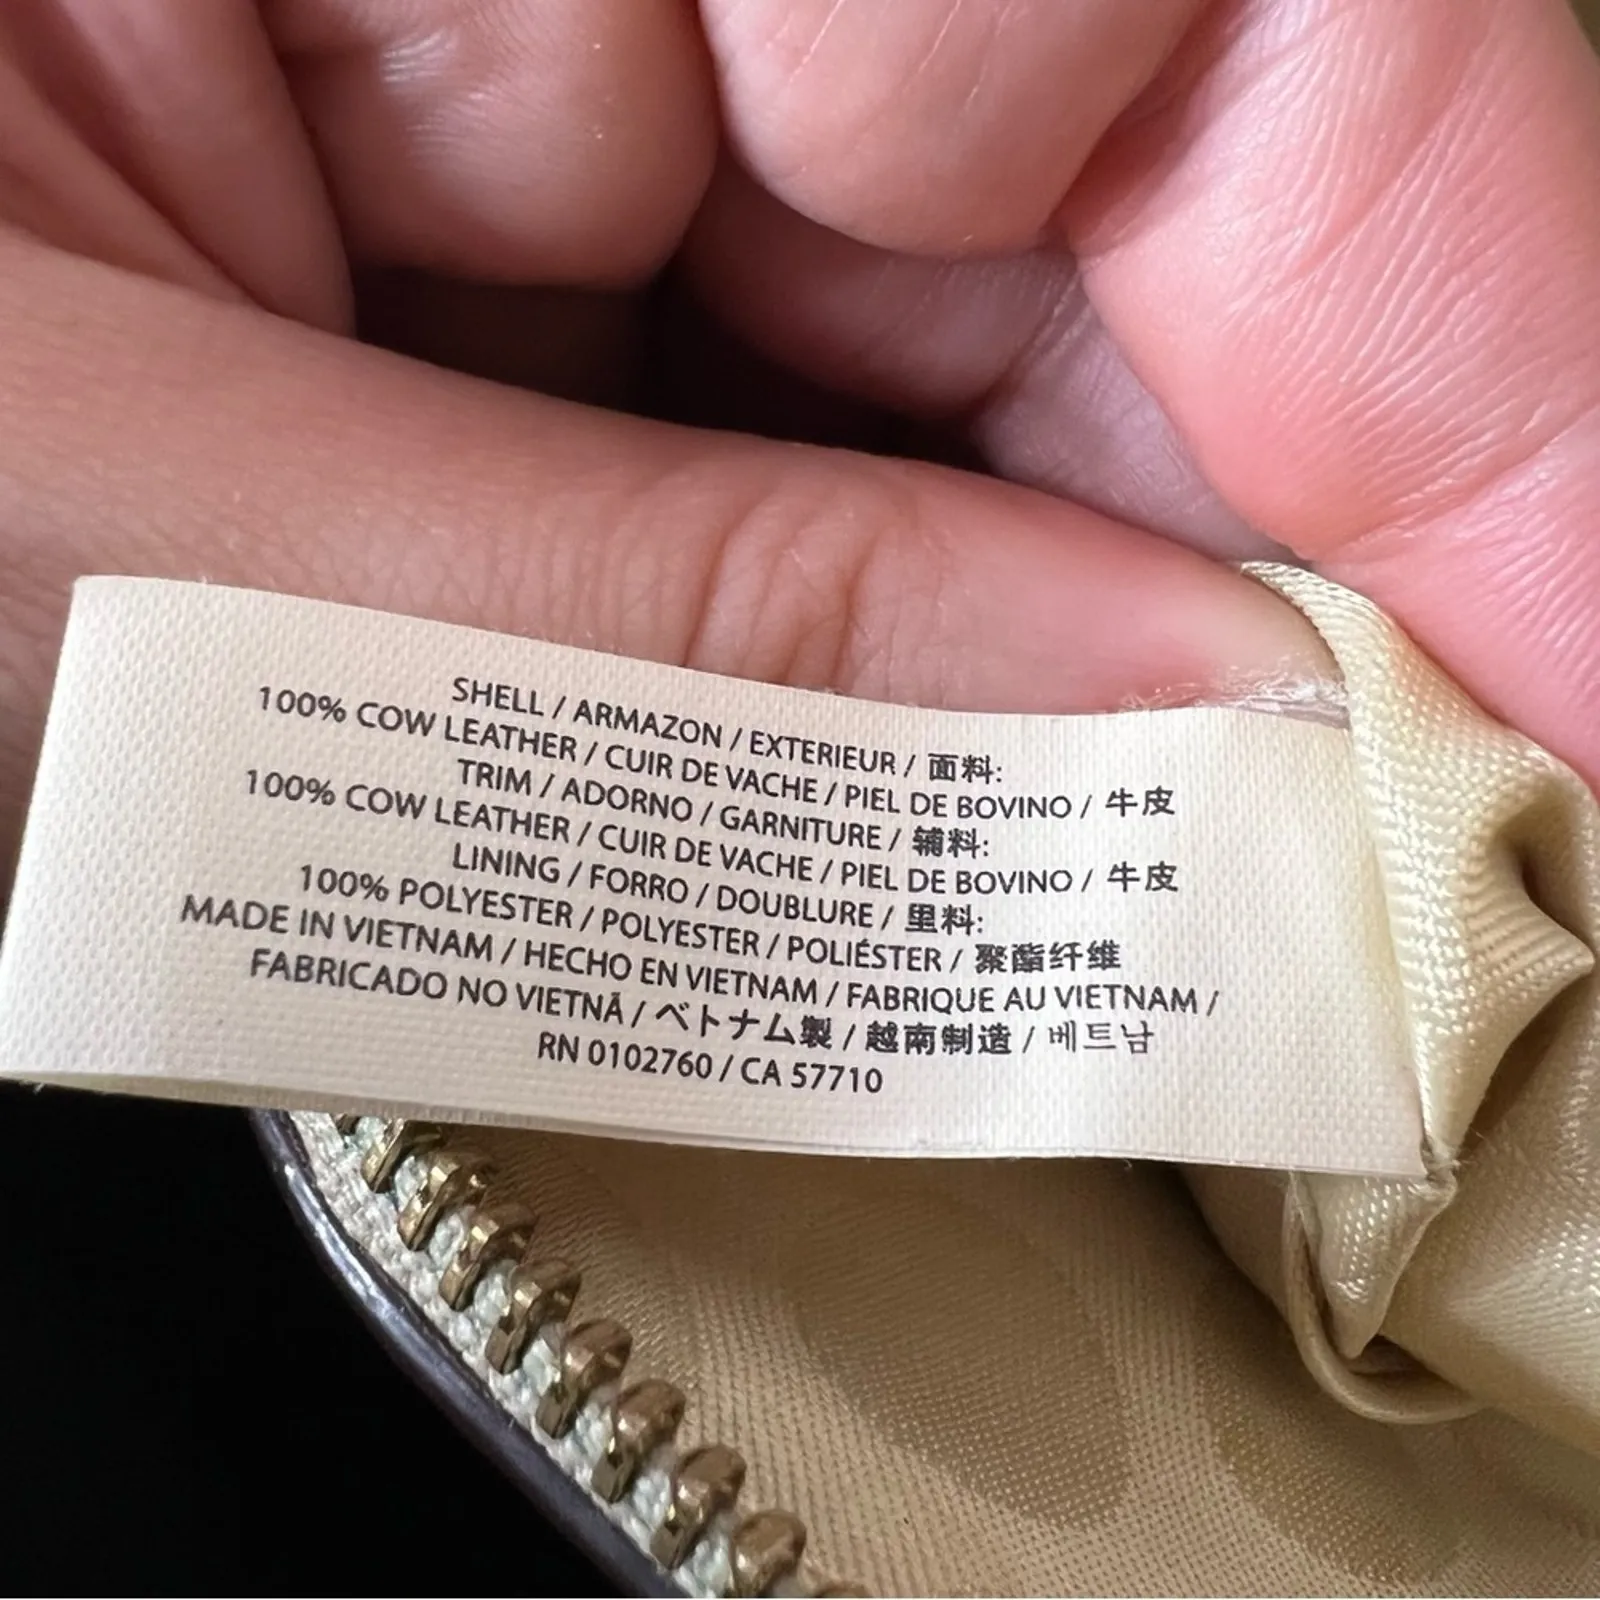 SHELL / ARMAZON / EXTERIEUR / 面料:
100% COW LEATHER / CUIR DE VACHE / PIEL DE BOVINO / 牛皮
TRIM / ADORNO / GARNITURE / 辅料:
100% COW LEATHER / CUIR DE VACHE / PIEL DE BOVINO / 牛皮
LINING / FORRO / DOUBLURE / 里料:
100% POLYESTER / POLYESTER / POLIÉSTER / 聚酯纤维
MADE IN VIETNAM / HECHO EN VIETNAM / FABRIQUE AU VIETNAM /
FABRICADO NO VIETNÃ / ベトナム製 / 越南制造 / 베트남
RN 0102760 / CA 57710